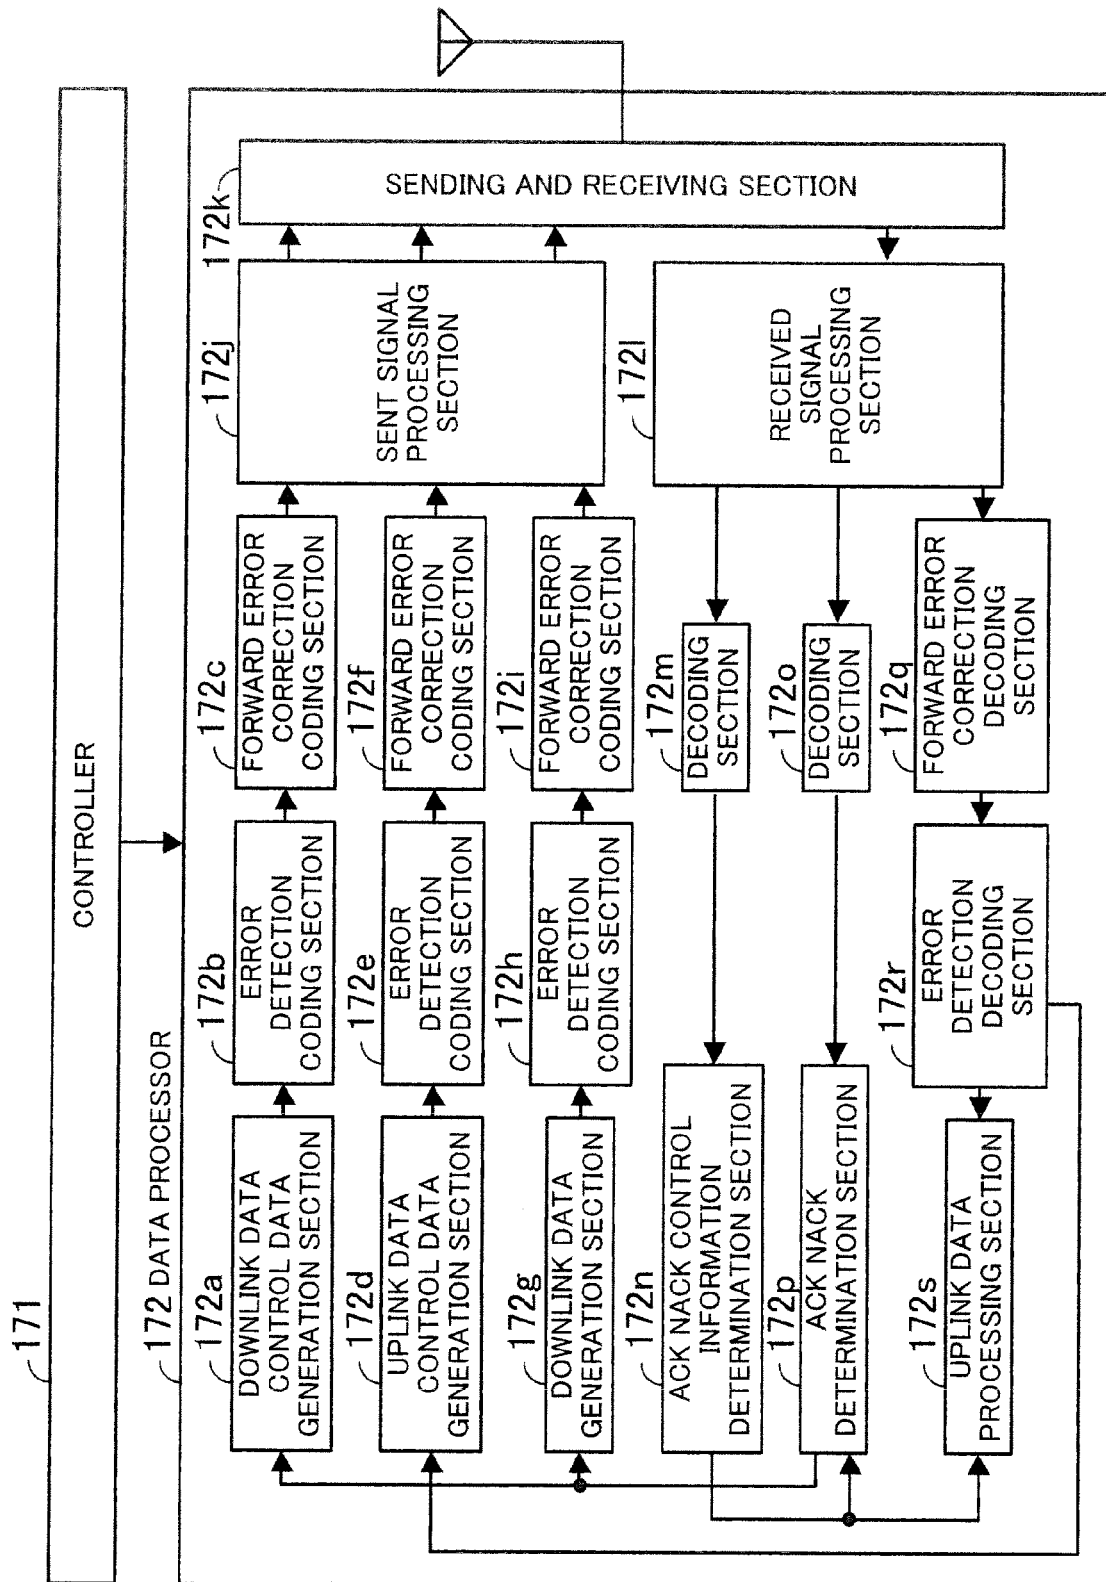 171
CONTROLLER
172 DATA PROCESSOR
172a
DOWNLINK DATA
CONTROL DATA
GENERATION SECTION
172b
ERROR
DETECTION
CODING SECTION
172c
FORWARD ERROR
CORRECTION
CODING SECTION
172j
SENT SIGNAL
PROCESSING
SECTION
172k
SENDING AND RECEIVING SECTION
172d
UPLINK DATA
CONTROL DATA
GENERATION SECTION
172e
ERROR
DETECTION
CODING SECTION
172f
FORWARD ERROR
CORRECTION
CODING SECTION
172g
DOWNLINK DATA
GENERATION SECTION
172h
ERROR
DETECTION
CODING SECTION
172i
FORWARD ERROR
CORRECTION
CODING SECTION
172n
ACK NACK CONTROL
INFORMATION
DETERMINATION SECTION
172m
DECODING
SECTION
172l
RECEIVED
SIGNAL
PROCESSING
SECTION
172p
ACK NACK
DETERMINATION SECTION
172o
DECODING
SECTION
172s
UPLINK DATA
PROCESSING SECTION
172r
ERROR
DETECTION
DECODING
SECTION
172q
FORWARD ERROR
CORRECTION
DECODING
SECTION